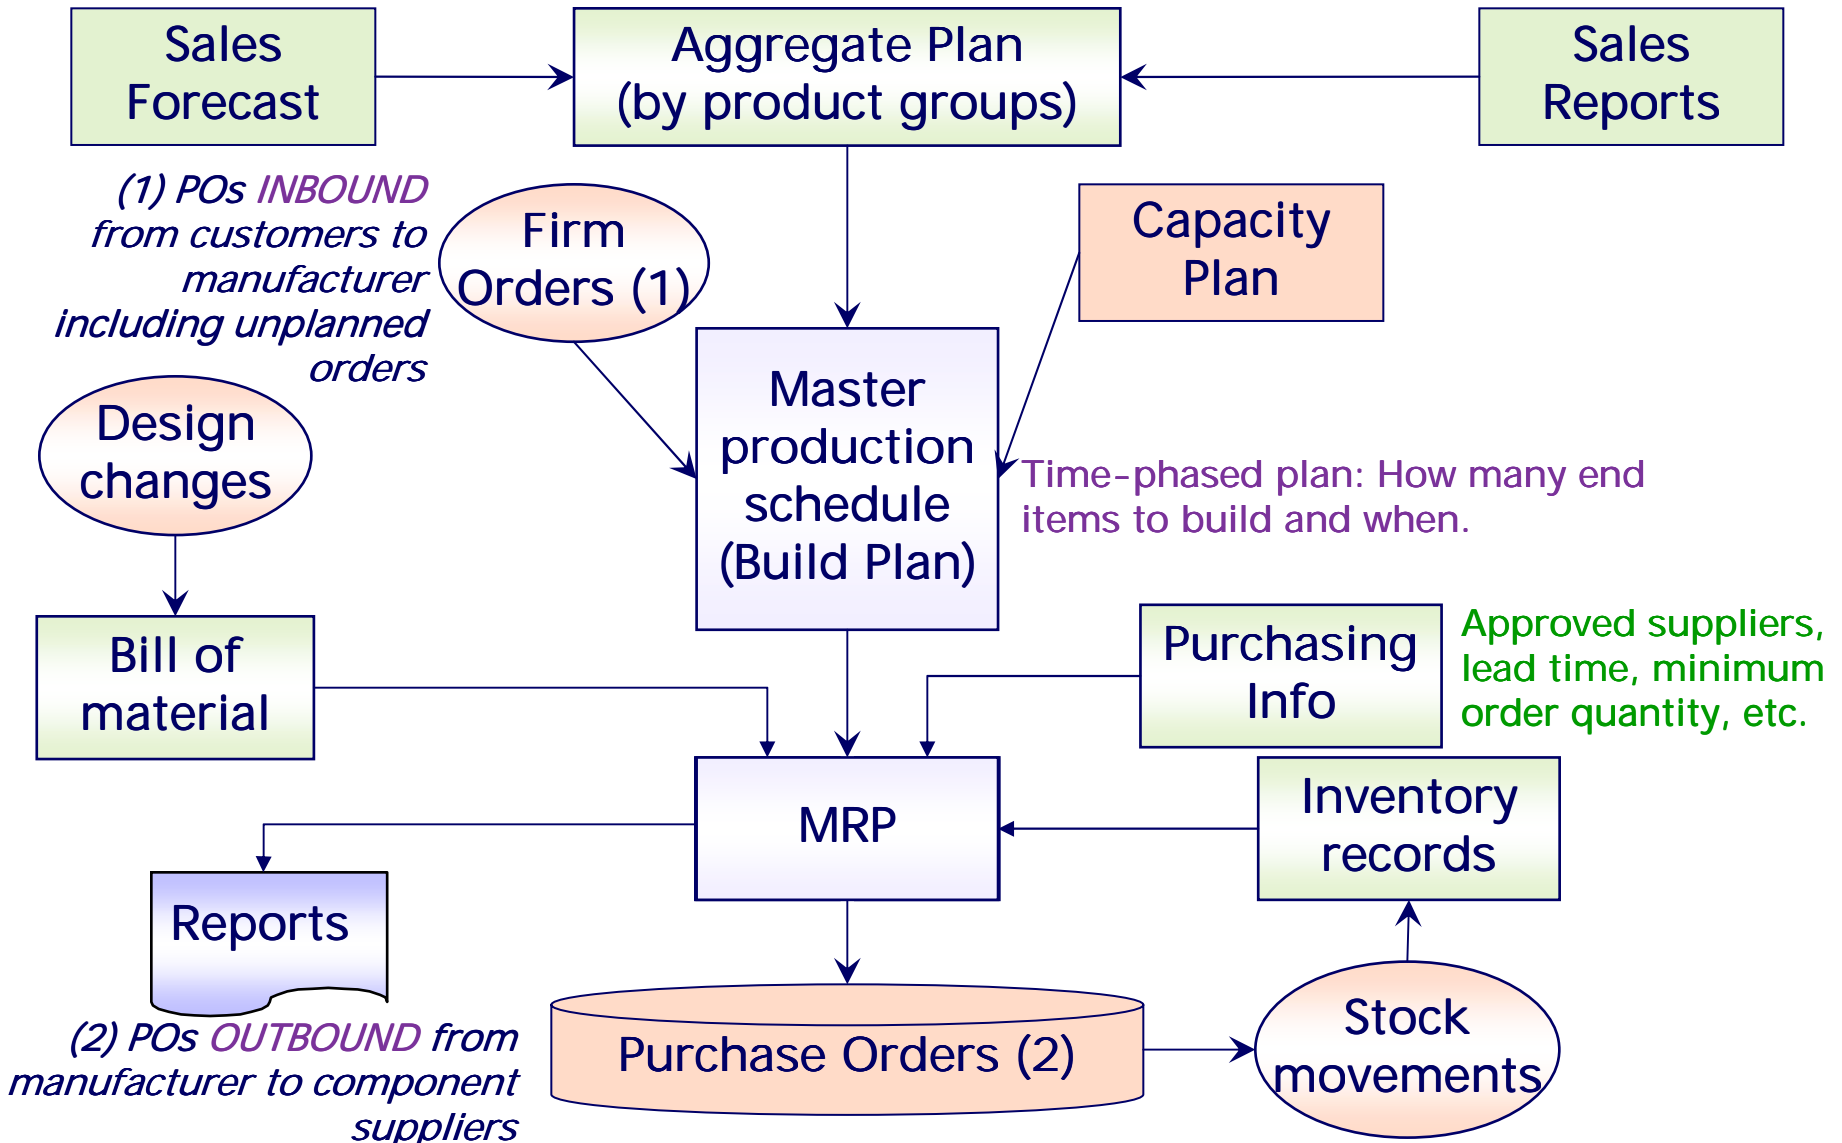 Sales
Forecast
Aggregate Plan
(by product groups)
Sales
Reports
(1) POs INBOUND
from customers to
manufacturer
including unplanned
orders
Firm
Orders (1)
Capacity
Plan
Design
changes
Master
production
schedule
(Build Plan)
Time-phased plan: How many end
items to build and when.
Bill of
material
Purchasing
Info
Approved suppliers,
lead time, minimum
order quantity, etc.
MRP
Inventory
records
Reports
(2) POs OUTBOUND from
manufacturer to component
suppliers
Purchase Orders (2)
Stock
movements